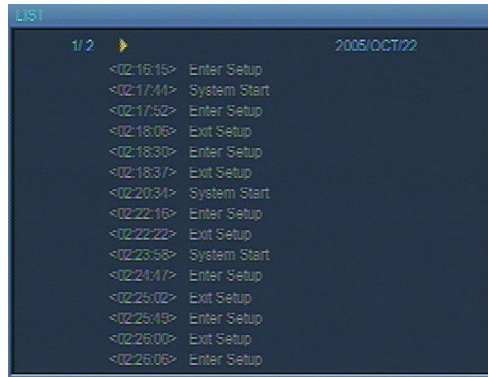 LIST
1/ 2 2005/OCT/22
<02:16:15> Enter Setup
<02:17:44> System Start
<02:17:52> Enter Setup
<02:18:06> Exit Setup
<02:18:30> Enter Setup
<02:18:37> Exit Setup
<02:20:34> System Start
<02:22:16> Enter Setup
<02:22:22> Exit Setup
<02:23:58> System Start
<02:24:47> Enter Setup
<02:25:02> Exit Setup
<02:25:49> Enter Setup
<02:26:00> Exit Setup
<02:26:06> Enter Setup